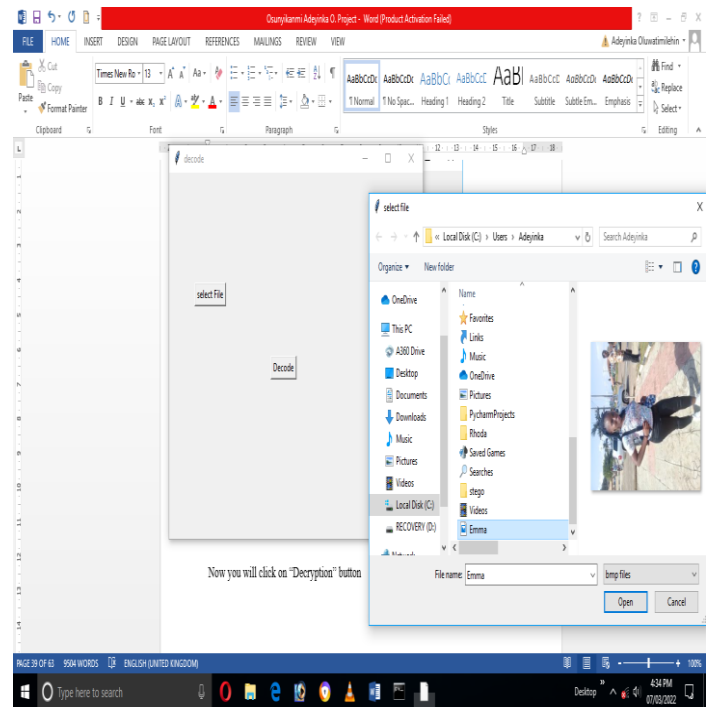 Osunyikanmi Adeyinka O. Project - Word (Product Activation Failed)
FILE HOME INSERT DESIGN PAGE LAYOUT REFERENCES MAILINGS REVIEW VIEW
Adeyinka Oluwatimilehin
Cut
Copy
Format Painter
Paste
Times New Ro 13
AaBbCcDc AaBbCcDc AaBbCc AaBbCcC AaBl AaBbCcC AaBbCcDc AaBbCcDc
¶ Normal ¶ No Spac... Heading 1 Heading 2 Title Subtitle Subtle Em... Emphasis
Find
Replace
Select
Clipboard Font Paragraph Styles Editing
decode
select File
Decode
select file
« Local Disk (C:) › Users › Adeyinka
Search Adeyinka
Organize New folder
OneDrive
This PC
A360 Drive
Desktop
Documents
Downloads
Music
Pictures
Videos
Local Disk (C:)
RECOVERY (D:)
Name
Favorites
Links
Music
OneDrive
Pictures
PycharmProjects
Rhoda
Saved Games
Searches
stego
Videos
Emma
File name: Emma
bmp files
Open Cancel
Now you will click on “Decryption” button
PAGE 39 OF 63 9504 WORDS ENGLISH (UNITED KINGDOM) 100%
Type here to search
Desktop
4:34 PM
07/03/2022